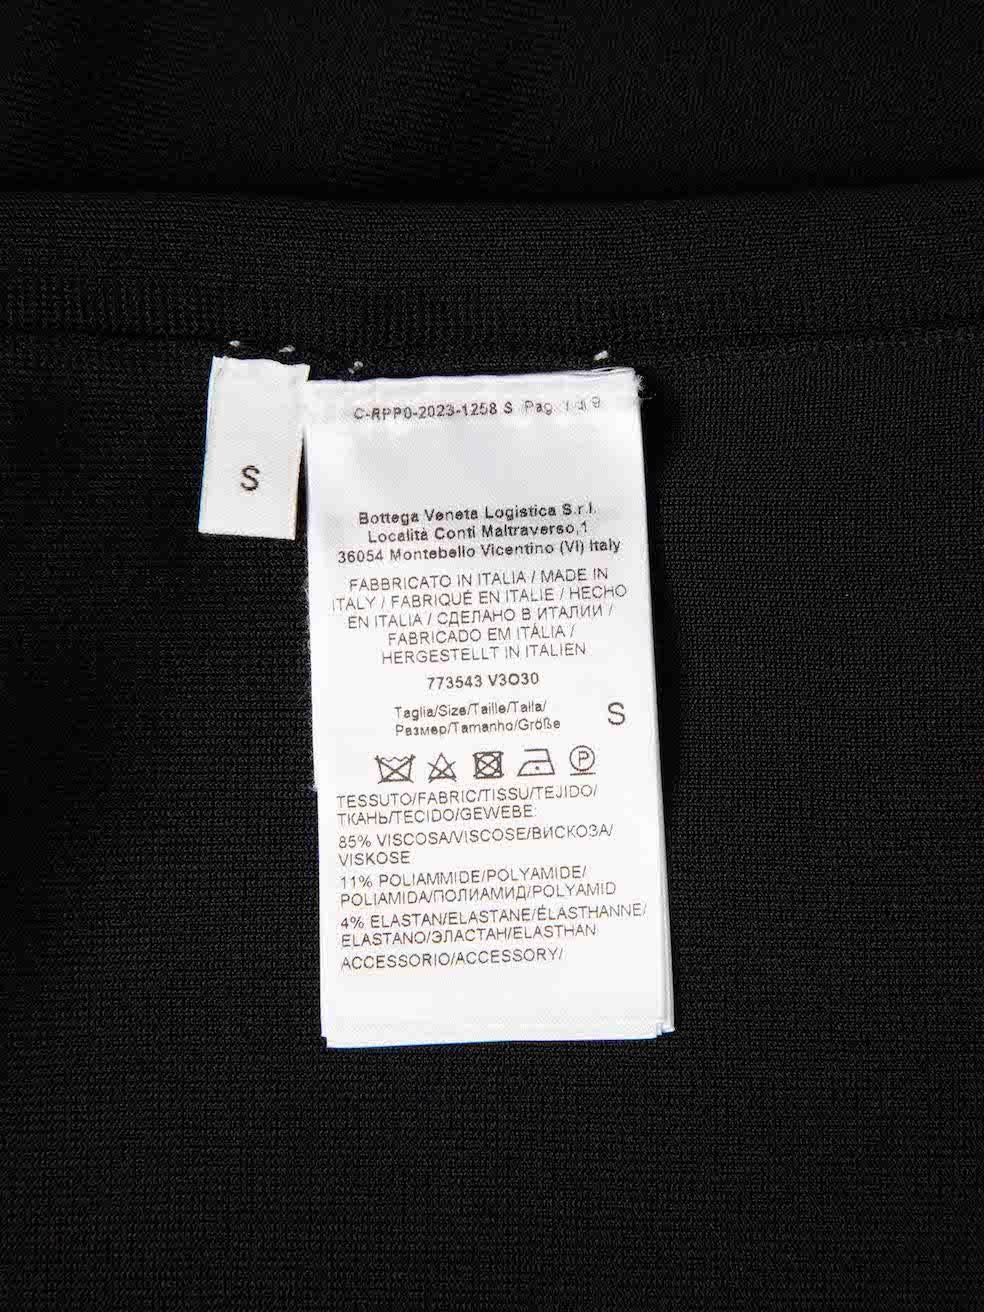 S
C-RPP0-2023-1258 S Pag.
Bottega Veneta Logistica S.r.l.
Località Conti Maltraverso,1
36054 Montebello Vicentino (VI) Italy
FABBRICATO IN ITALIA / MADE IN
ITALY / FABRIQUÉ EN ITALIE / HECHO
EN ITALIA / СДЕЛАНО В ИТАЛИИ /
FABRICADO EM ITÁLIA /
HERGESTELLT IN ITALIEN
773543 V3O30
Taglia/Size/Taille/Talla/
Размер/Tamanho/Größe S
P
TESSUTO/FABRIC/TISSU/TEJIDO/
ТКАНЬ/TECIDO/GEWEBE:
85% VISCOSA/VISCOSE/ВИСКОЗА/
VISKOSE
11% POLIAMMIDE/POLYAMIDE/
POLIAMIDA/ПОЛИАМИД/POLYAMID
4% ELASTAN/ELASTANE/ÉLASTHANNE/
ELASTANO/ЭЛАСТАН/ELASTHAN
ACCESSORIO/ACCESSORY/